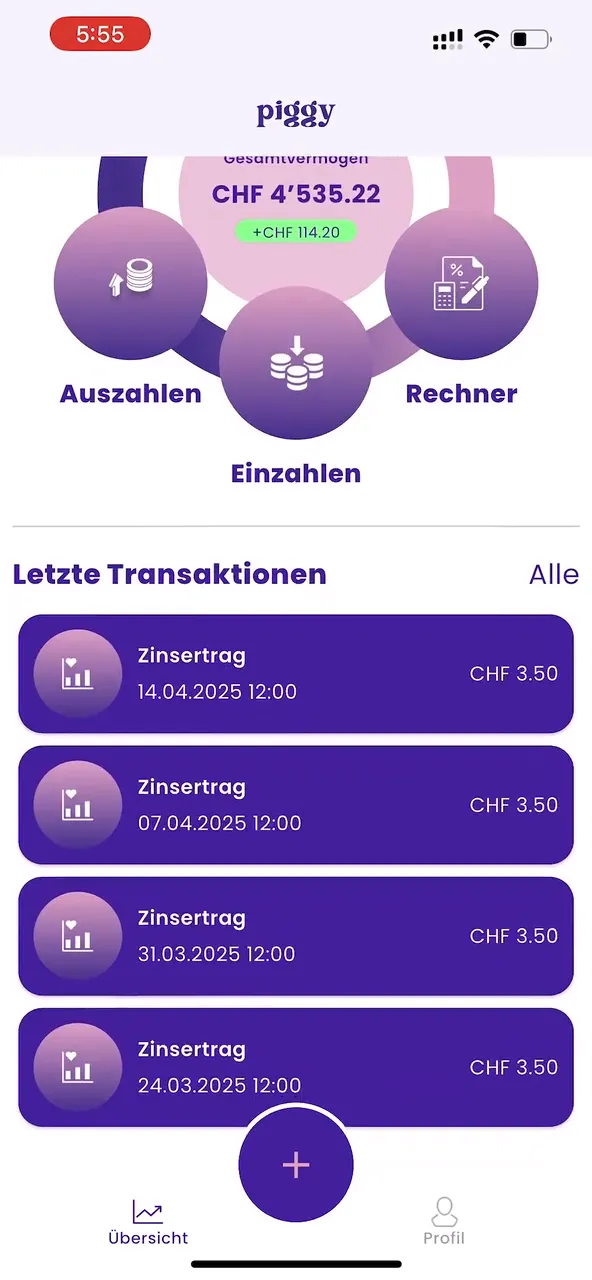 5:55
piggy
Gesamtvermögen
CHF 4’535.22
+CHF 114.20
%
Auszahlen
Rechner
Einzahlen
Letzte Transaktionen
Alle
Zinsertrag
CHF 3.50
14.04.2025 12:00
Zinsertrag
CHF 3.50
07.04.2025 12:00
Zinsertrag
CHF 3.50
31.03.2025 12:00
Zinsertrag
CHF 3.50
24.03.2025 12:00
+
Übersicht
Profil